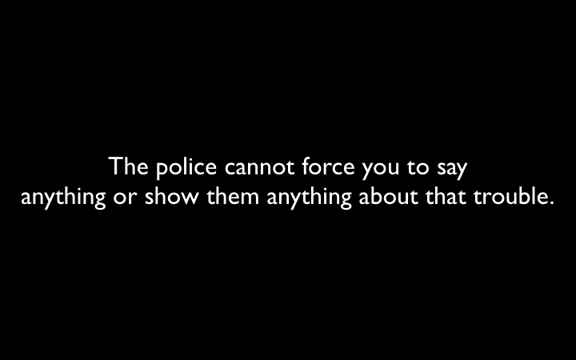 The police cannot force you to say
anything or show them anything about that trouble.